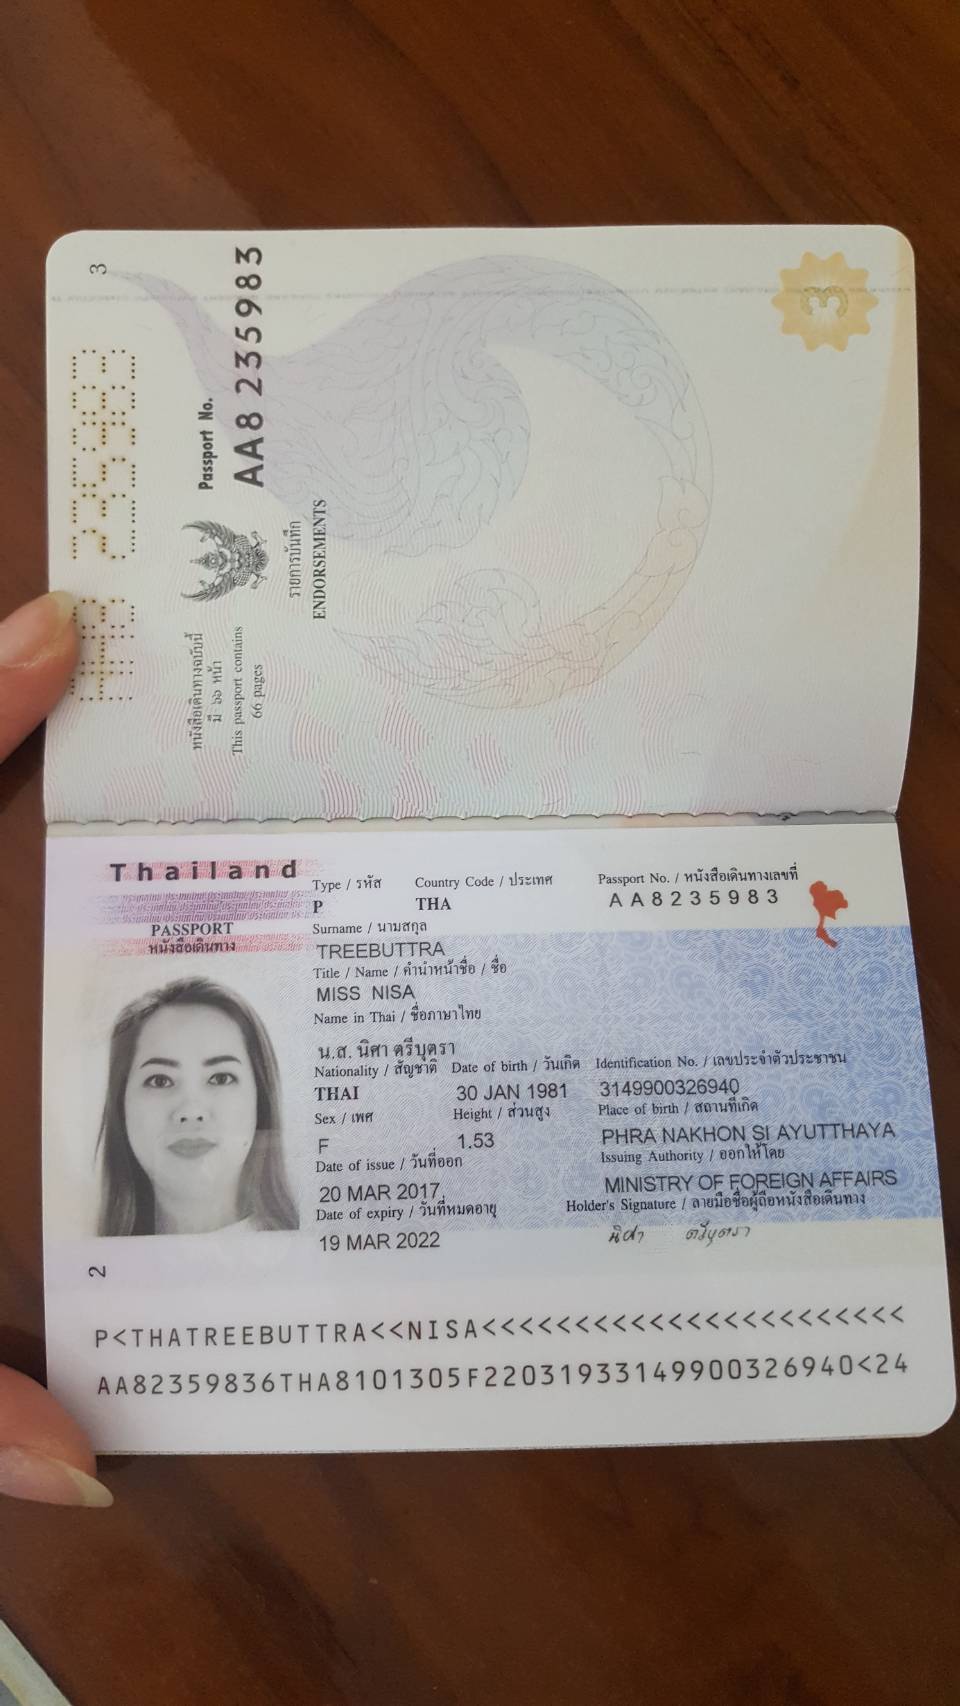 3
AA8 235983
Passport No.
AA8 235983
หนังสือเดินทางฉบับนี้
มี ๖๖ หน้า
This passport contains
66 pages
รายการบันทึก
ENDORSEMENTS
3
Thailand
PASSPORT
หนังสือเดินทาง
Type / รหัส Country Code / ประเทศ Passport No. / หนังสือเดินทางเลขที่
P THA AA8235983
Surname / นามสกุล
TREEBUTTRA
Title / Name / คำนำหน้าชื่อ / ชื่อ
MISS NISA
Name in Thai / ชื่อภาษาไทย
น.ส. นิศา ตรีบุตรา
Nationality / สัญชาติ Date of birth / วันเกิด Identification No. / เลขประจำตัวประชาชน
THAI 30 JAN 1981 3149900326940
Sex / เพศ Height / ส่วนสูง Place of birth / สถานที่เกิด
F 1.53 PHRA NAKHON SI AYUTTHAYA
Date of issue / วันที่ออก Issuing Authority / ออกให้โดย
20 MAR 2017 MINISTRY OF FOREIGN AFFAIRS
Date of expiry / วันที่หมดอายุ Holder's Signature / ลายมือชื่อผู้ถือหนังสือเดินทาง
19 MAR 2022 นิศา ตรีบุตรา
2
P<THATREEBUTTRA<<NISA<<<<<<<<<<<<<<<<<<<<<<<
AA82359836THA8101305F22031933149900326940<24